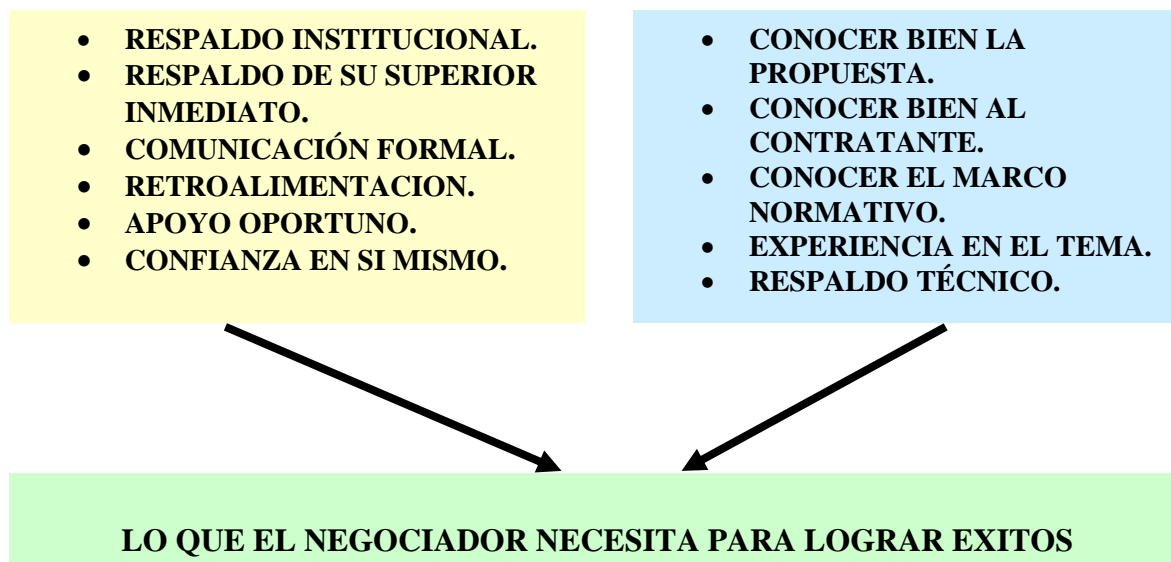 • RESPALDO INSTITUCIONAL.
• RESPALDO DE SU SUPERIOR
INMEDIATO.
• COMUNICACIÓN FORMAL.
• RETROALIMENTACION.
• APOYO OPORTUNO.
• CONFIANZA EN SI MISMO.
• CONOCER BIEN LA
PROPUESTA.
• CONOCER BIEN AL
CONTRATANTE.
• CONOCER EL MARCO
NORMATIVO.
• EXPERIENCIA EN EL TEMA.
• RESPALDO TÉCNICO.
LO QUE EL NEGOCIADOR NECESITA PARA LOGRAR EXITOS